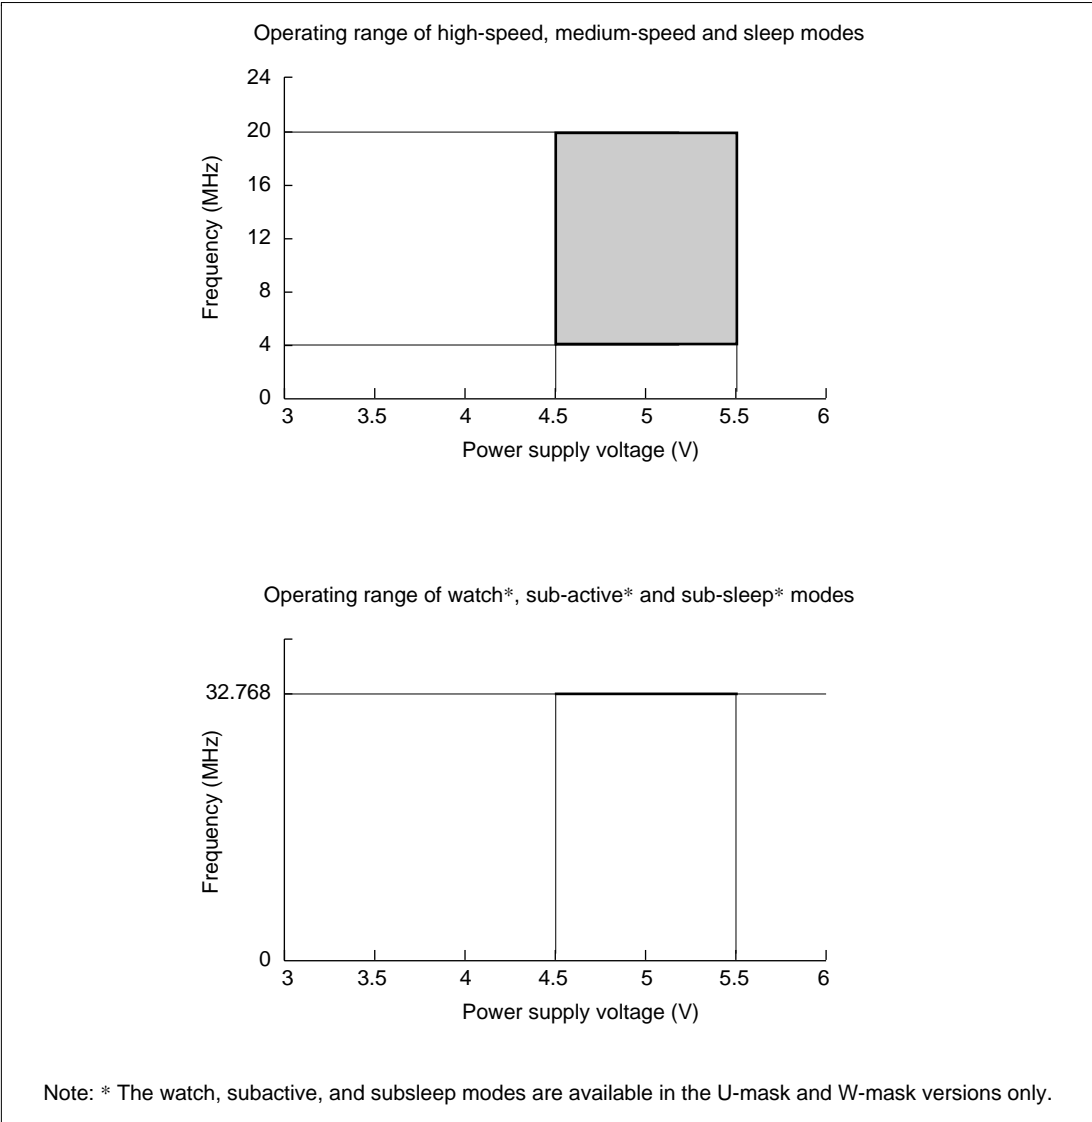 Operating range of high-speed, medium-speed and sleep modes
24
20
16
12
8
4
0
Frequency (MHz)
3 3.5 4 4.5 5 5.5 6
Power supply voltage (V)
Operating range of watch*, sub-active* and sub-sleep* modes
32.768
0
Frequency (MHz)
3 3.5 4 4.5 5 5.5 6
Power supply voltage (V)
Note: * The watch, subactive, and subsleep modes are available in the U-mask and W-mask versions only.